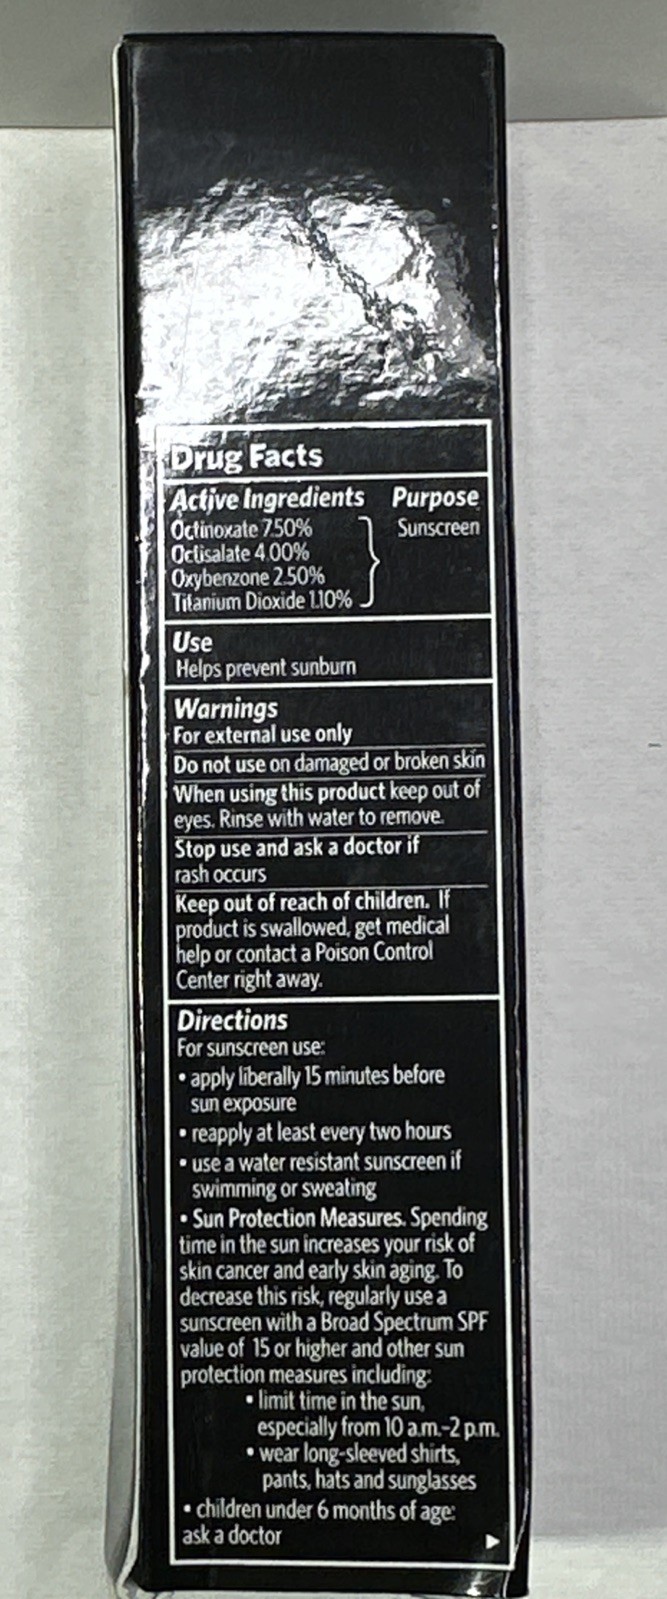 Drug Facts
Active Ingredients Purpose
Octinoxate 7.50% Sunscreen
Octisalate 4.00%
Oxybenzone 2.50%
Titanium Dioxide 1.10%
Use
Helps prevent sunburn
Warnings
For external use only
Do not use on damaged or broken skin
When using this product keep out of
eyes. Rinse with water to remove.
Stop use and ask a doctor if
rash occurs
Keep out of reach of children. If
product is swallowed, get medical
help or contact a Poison Control
Center right away.
Directions
For sunscreen use:
• apply liberally 15 minutes before
sun exposure
• reapply at least every two hours
• use a water resistant sunscreen if
swimming or sweating
• Sun Protection Measures. Spending
time in the sun increases your risk of
skin cancer and early skin aging. To
decrease this risk, regularly use a
sunscreen with a Broad Spectrum SPF
value of 15 or higher and other sun
protection measures including:
• limit time in the sun,
especially from 10 a.m.-2 p.m.
• wear long-sleeved shirts,
pants, hats and sunglasses
• children under 6 months of age:
ask a doctor